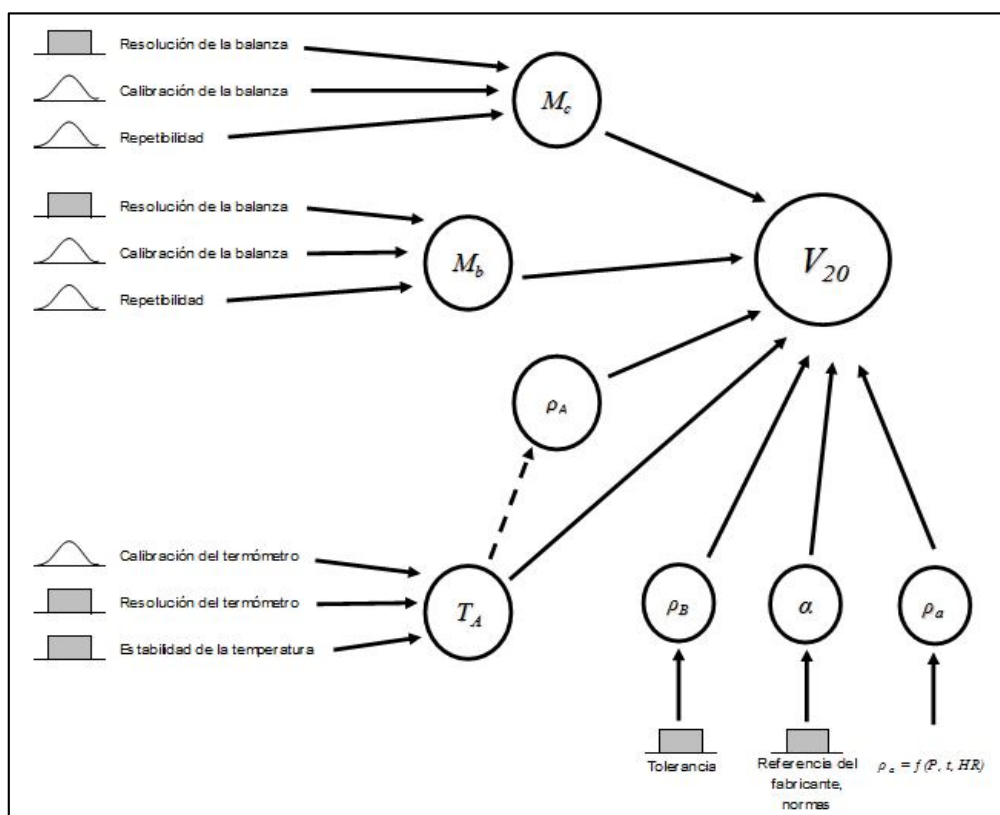 Resolución de la balanza
Calibración de la balanza
Repetibilidad
M_c
Resolución de la balanza
Calibración de la balanza
Repetibilidad
M_b
V_20
ρ_A
Calibración del termómetro
Resolución del termómetro
Estabilidad de la temperatura
T_A
ρ_B
α
ρ_a
Tolerancia
Referencia del
fabricante,
normas
ρ_a = f (P, t, HR)